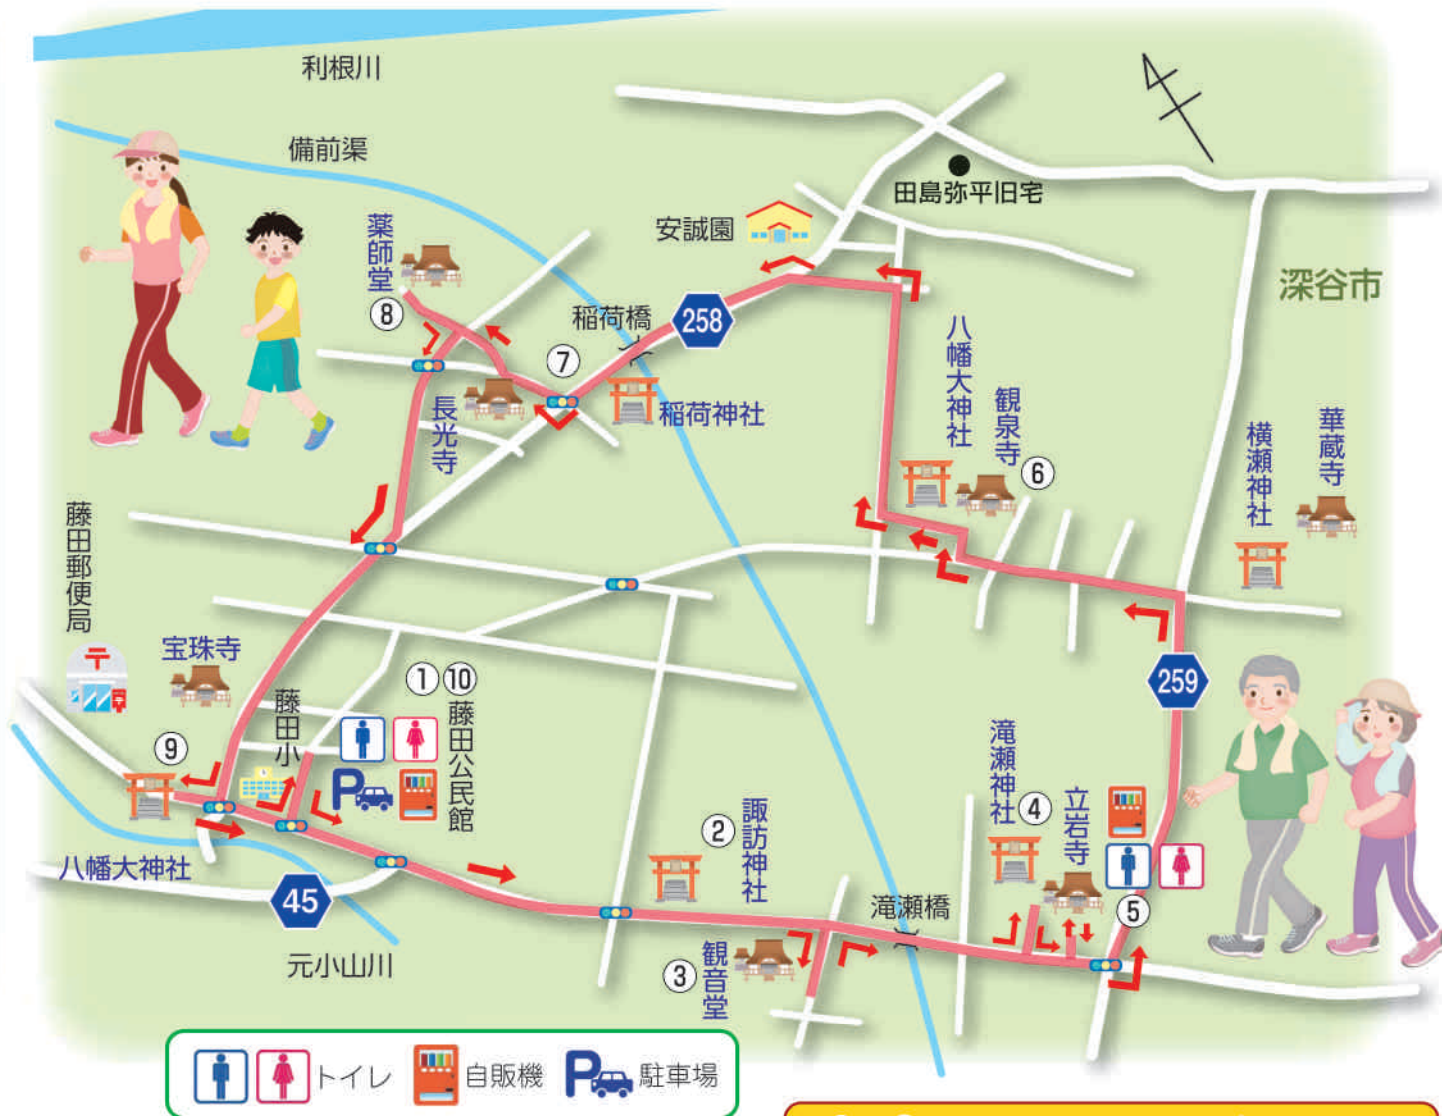 利根川
備前渠
田島弥平旧宅
安誠園
薬師堂
⑧
稲荷橋
258
深谷市
⑦
八幡大神社
観泉寺
⑥
長光寺
稲荷神社
横瀬神社
華蔵寺
藤田郵便局
宝珠寺
①⑩
藤田公民館
藤田小
259
⑨
P
②
諏訪神社
滝瀬神社
④
立岩寺
⑤
八幡大神社
45
元小山川
滝瀬橋
③
観音堂
トイレ
自販機
P
駐車場